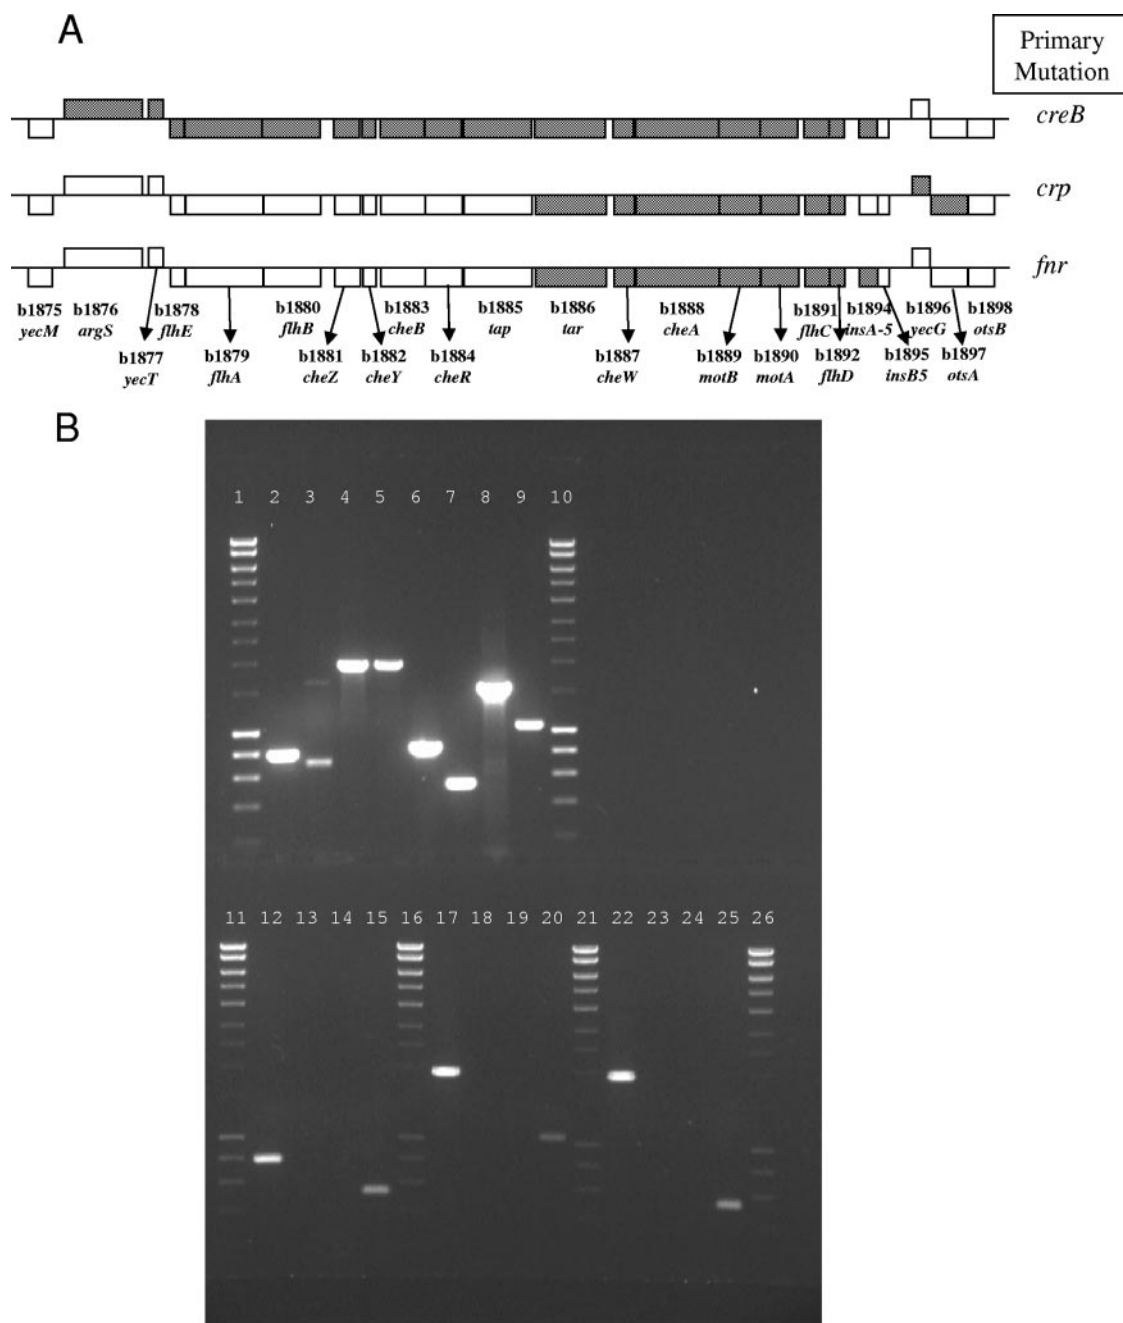 A
Primary
Mutation
creB
crp
fnr
b1875 b1876 b1878 b1880 b1883 b1885 b1886 b1888 b1891 b1894 b1896 b1898
yecM argS flhE flhB cheB tap tar cheA flhC insA-5 yecG otsB
b1877 b1879 b1881 b1882 b1884 b1887 b1889 b1890 b1892 b1895 b1897
yecT flhA cheZ cheY cheR cheW motB motA flhD insB5 otsA
B
1 2 3 4 5 6 7 8 9 10
11 12 13 14 15 16 17 18 19 20 21 22 23 24 25 26